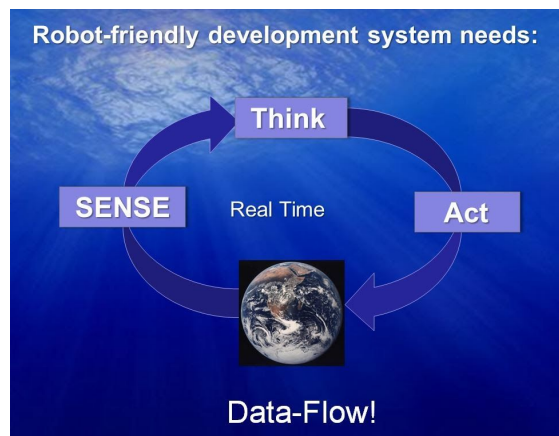 Robot-friendly development system needs:
Think
SENSE
Real Time
Act
Data-Flow!